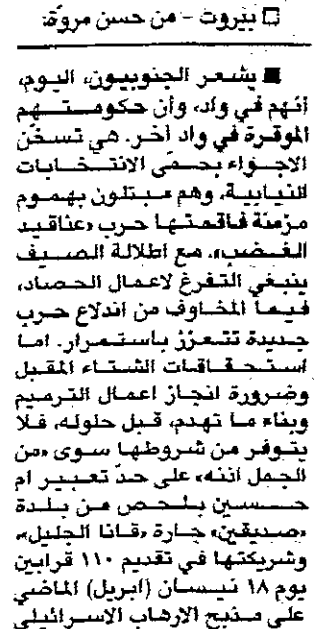 □ بيروت - من حسن مروّة:
■ يشعر الجنوبيون، اليوم،
أنهم في واد، وأن حكومتهم
الموقرة في واد آخر. هي تسخّن
الاجواء بحمّى الانتخابات
النيابية، وهم مبتلون بهموم
مزمنة فاقمتها حرب «عناقيد
الغضب». مع اطلالة الصيف
ينبغي التفرغ لاعمال الحصاد،
فيما المخاوف من اندلاع حرب
جديدة تتعزّز باستمرار. اما
استحقاقات الشتاء المقبل
وضرورة انجاز اعمال الترميم
وبناء ما تهدم، قبل حلوله، فلا
يتوفر من شروطها سوى «من
الجمل اذنه» على حدّ تعبير ام
حسين بلحص من بلدة
«صديقين» جارة «قانا الجليل»،
وشريكتها في تقديم ١١٠ قرابين
يوم ١٨ نيسان (ابريل) الماضي
على مذبح الارهاب الاسرائيلي